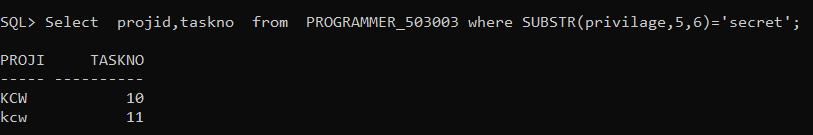 SQL> Select  projid,taskno  from  PROGRAMMER_503003 where SUBSTR(privilage,5,6)='secret';
PROJI     TASKNO
----- ----------
KCW           10
kcw           11